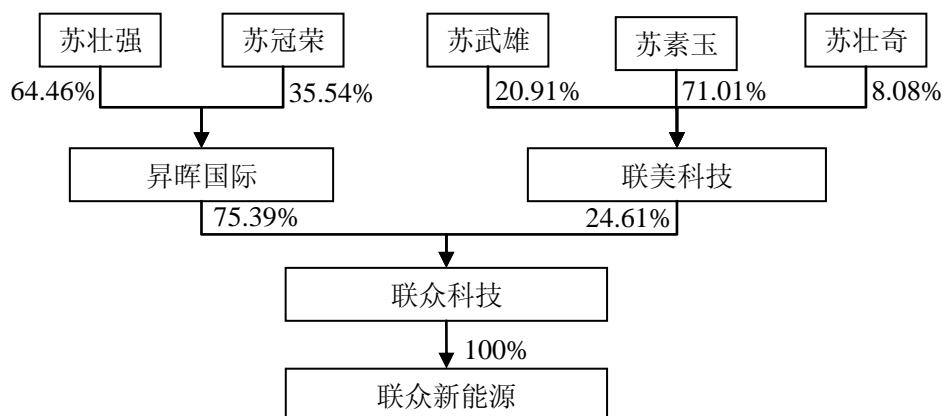 苏壮强 苏冠荣 苏武雄 苏素玉 苏壮奇
64.46% 35.54% 20.91% 71.01% 8.08%
昇晖国际 联美科技
75.39% 24.61%
联众科技
100%
联众新能源